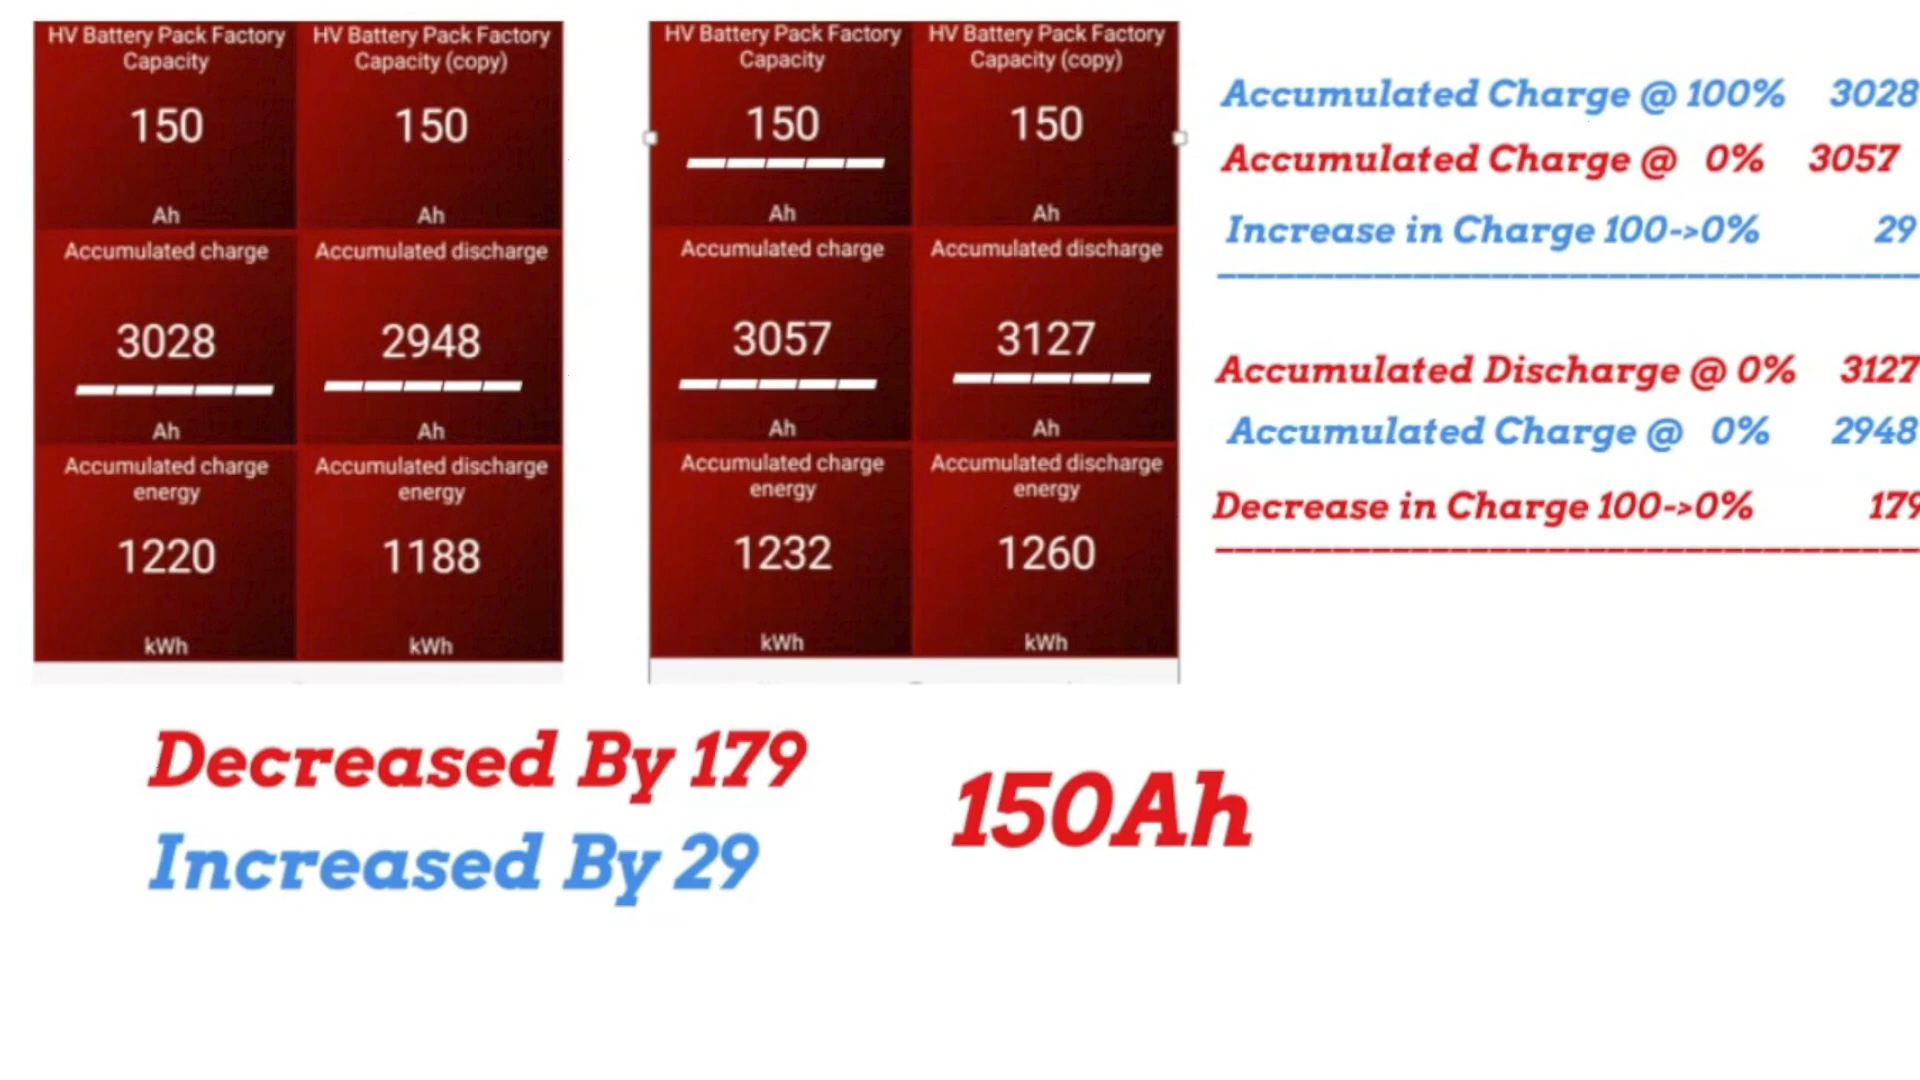 HV Battery Pack Factory
Capacity
150
Ah
HV Battery Pack Factory
Capacity (copy)
150
Ah
Accumulated charge
3028
Ah
Accumulated discharge
2948
Ah
Accumulated charge
energy
1220
kWh
Accumulated discharge
energy
1188
kWh
HV Battery Pack Factory
Capacity
150
Ah
HV Battery Pack Factory
Capacity (copy)
150
Ah
Accumulated charge
3057
Ah
Accumulated discharge
3127
Ah
Accumulated charge
energy
1232
kWh
Accumulated discharge
energy
1260
kWh
Accumulated Charge @ 100% 3028
Accumulated Charge @ 0% 3057
Increase in Charge 100->0% 29
Accumulated Discharge @ 0% 3127
Accumulated Charge @ 0% 2948
Decrease in Charge 100->0% 179
Decreased By 179
Increased By 29
150Ah